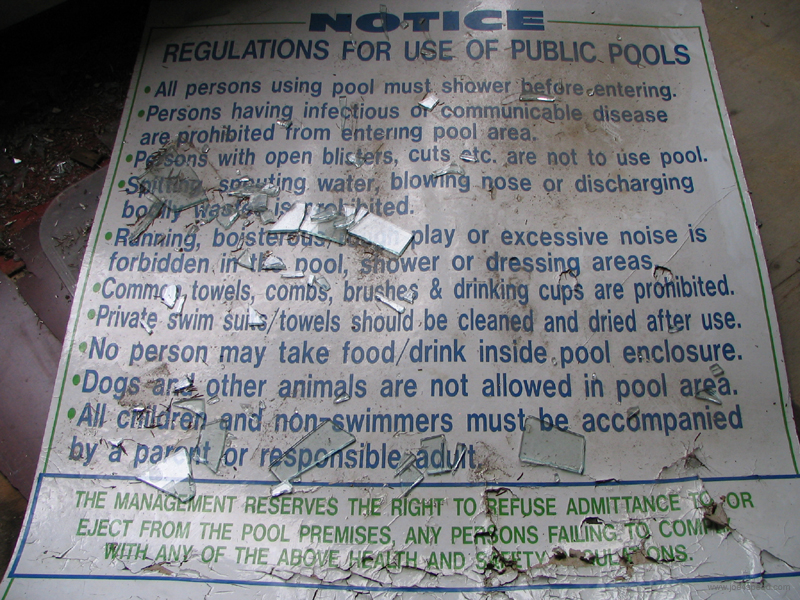 NOTICE
REGULATIONS FOR USE OF PUBLIC POOLS
• All persons using pool must shower before entering.
• Persons having infectious or communicable disease
are prohibited from entering pool area.
• Persons with open blisters, cuts etc. are not to use pool.
• Spitting, spouting water, blowing nose or discharging
bodily wastes is prohibited.
• Running, boisterous play or excessive noise is
forbidden in the pool, shower or dressing areas.
• Common towels, combs, brushes & drinking cups are prohibited.
• Private swim suits/towels should be cleaned and dried after use.
• No person may take food/drink inside pool enclosure.
• Dogs and other animals are not allowed in pool area.
• All children and non-swimmers must be accompanied
by a parent or responsible adult
THE MANAGEMENT RESERVES THE RIGHT TO REFUSE ADMITTANCE TO, OR
EJECT FROM THE POOL PREMISES, ANY PERSONS FAILING TO COMPLY
WITH ANY OF THE ABOVE HEALTH AND SAFETY REGULATIONS.